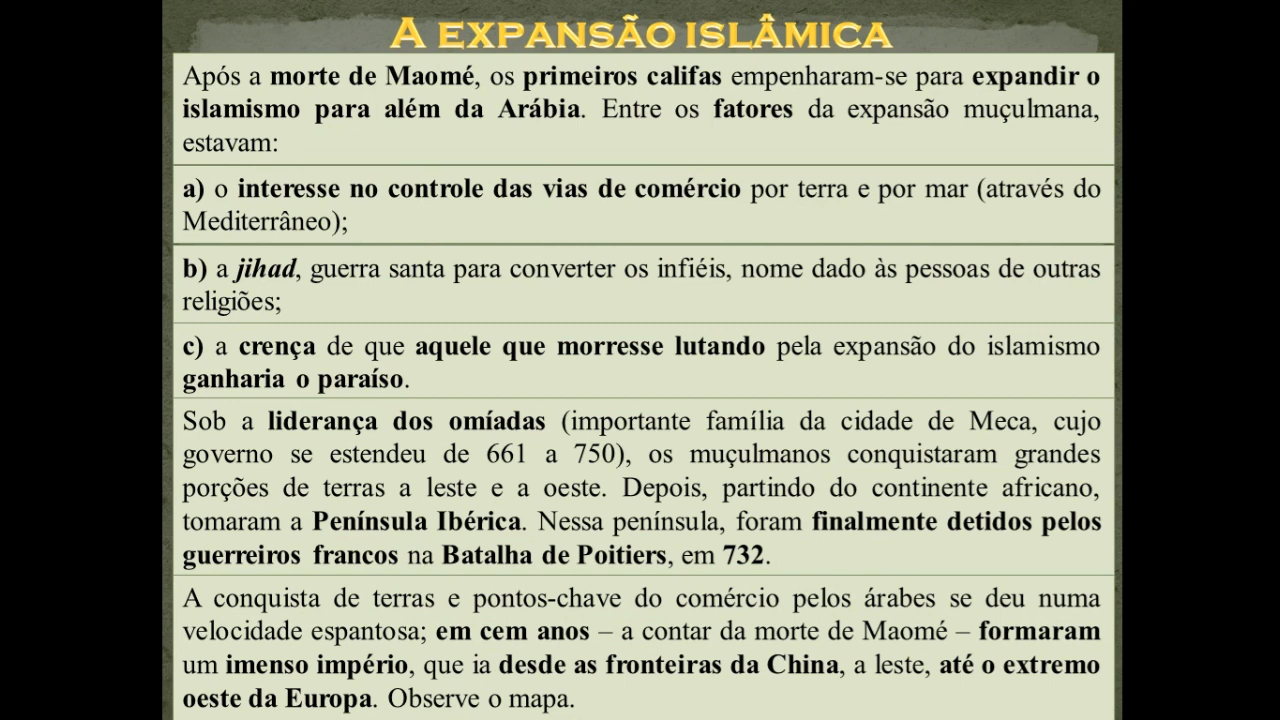 A EXPANSÃO ISLÂMICA
Após a morte de Maomé, os primeiros califas empenharam-se para expandir o
islamismo para além da Arábia. Entre os fatores da expansão muçulmana,
estavam:
a) o interesse no controle das vias de comércio por terra e por mar (através do
Mediterrâneo);
b) a jihad, guerra santa para converter os infiéis, nome dado às pessoas de outras
religiões;
c) a crença de que aquele que morresse lutando pela expansão do islamismo
ganharia o paraíso.
Sob a liderança dos omíadas (importante família da cidade de Meca, cujo
governo se estendeu de 661 a 750), os muçulmanos conquistaram grandes
porções de terras a leste e a oeste. Depois, partindo do continente africano,
tomaram a Península Ibérica. Nessa península, foram finalmente detidos pelos
guerreiros francos na Batalha de Poitiers, em 732.
A conquista de terras e pontos-chave do comércio pelos árabes se deu numa
velocidade espantosa; em cem anos – a contar da morte de Maomé – formaram
um imenso império, que ia desde as fronteiras da China, a leste, até o extremo
oeste da Europa. Observe o mapa.